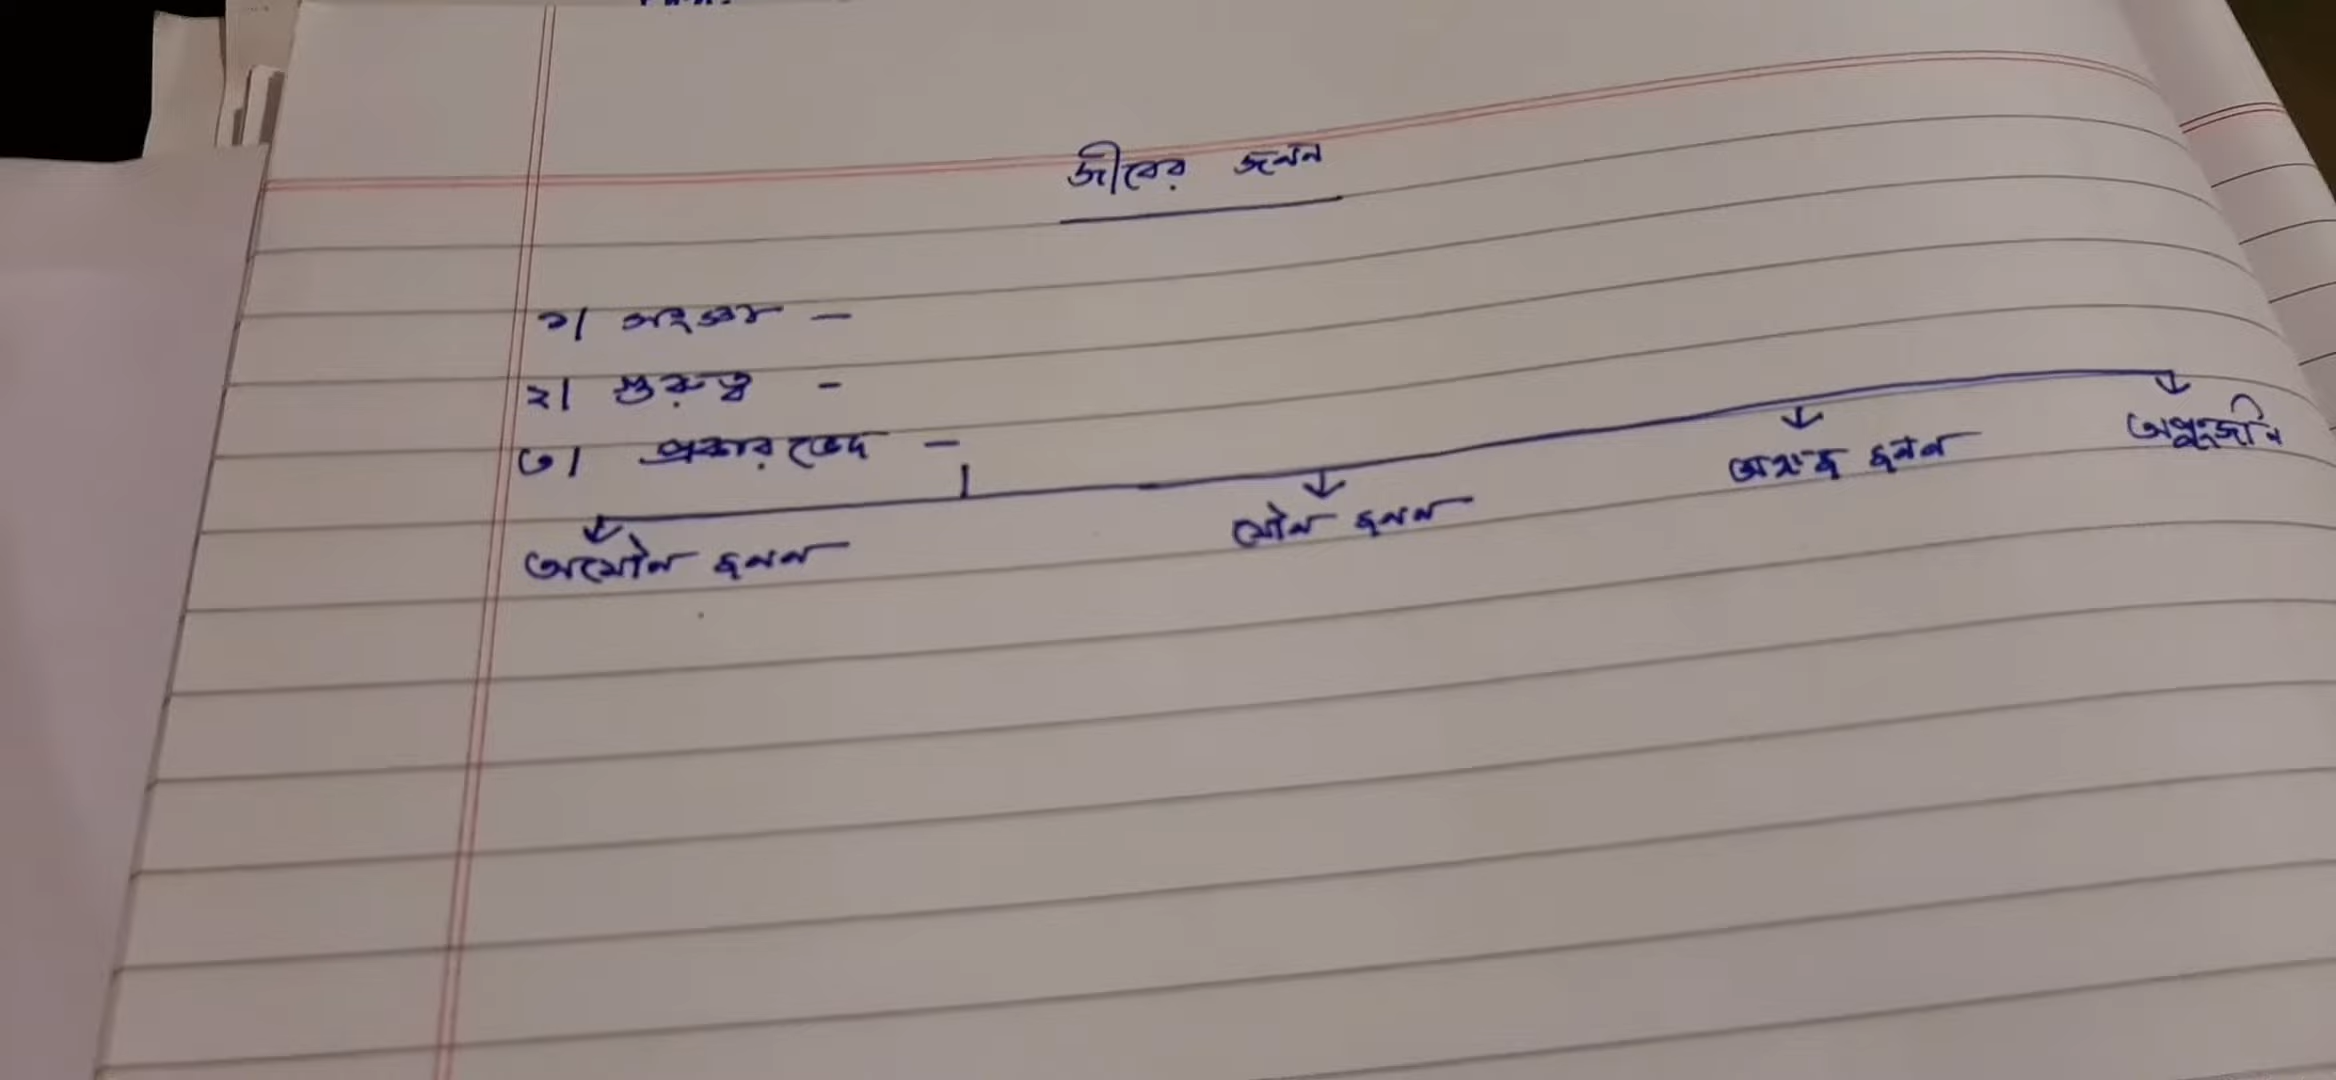 জীবের জনন
১। সংজ্ঞা –
২। গুরুত্ব –
৩। প্রকারভেদ –
অযৌন জনন যৌন জনন অঙ্গজ জনন অপুংজনি